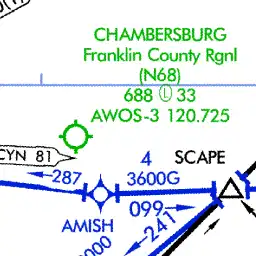 CHAMBERSBURG
Franklin County Rgnl
(N68)
688 Ⓛ 33
AWOS-3 120.725
CYN 81
4
SCAPE
287
3600G
099
AMISH
241
000